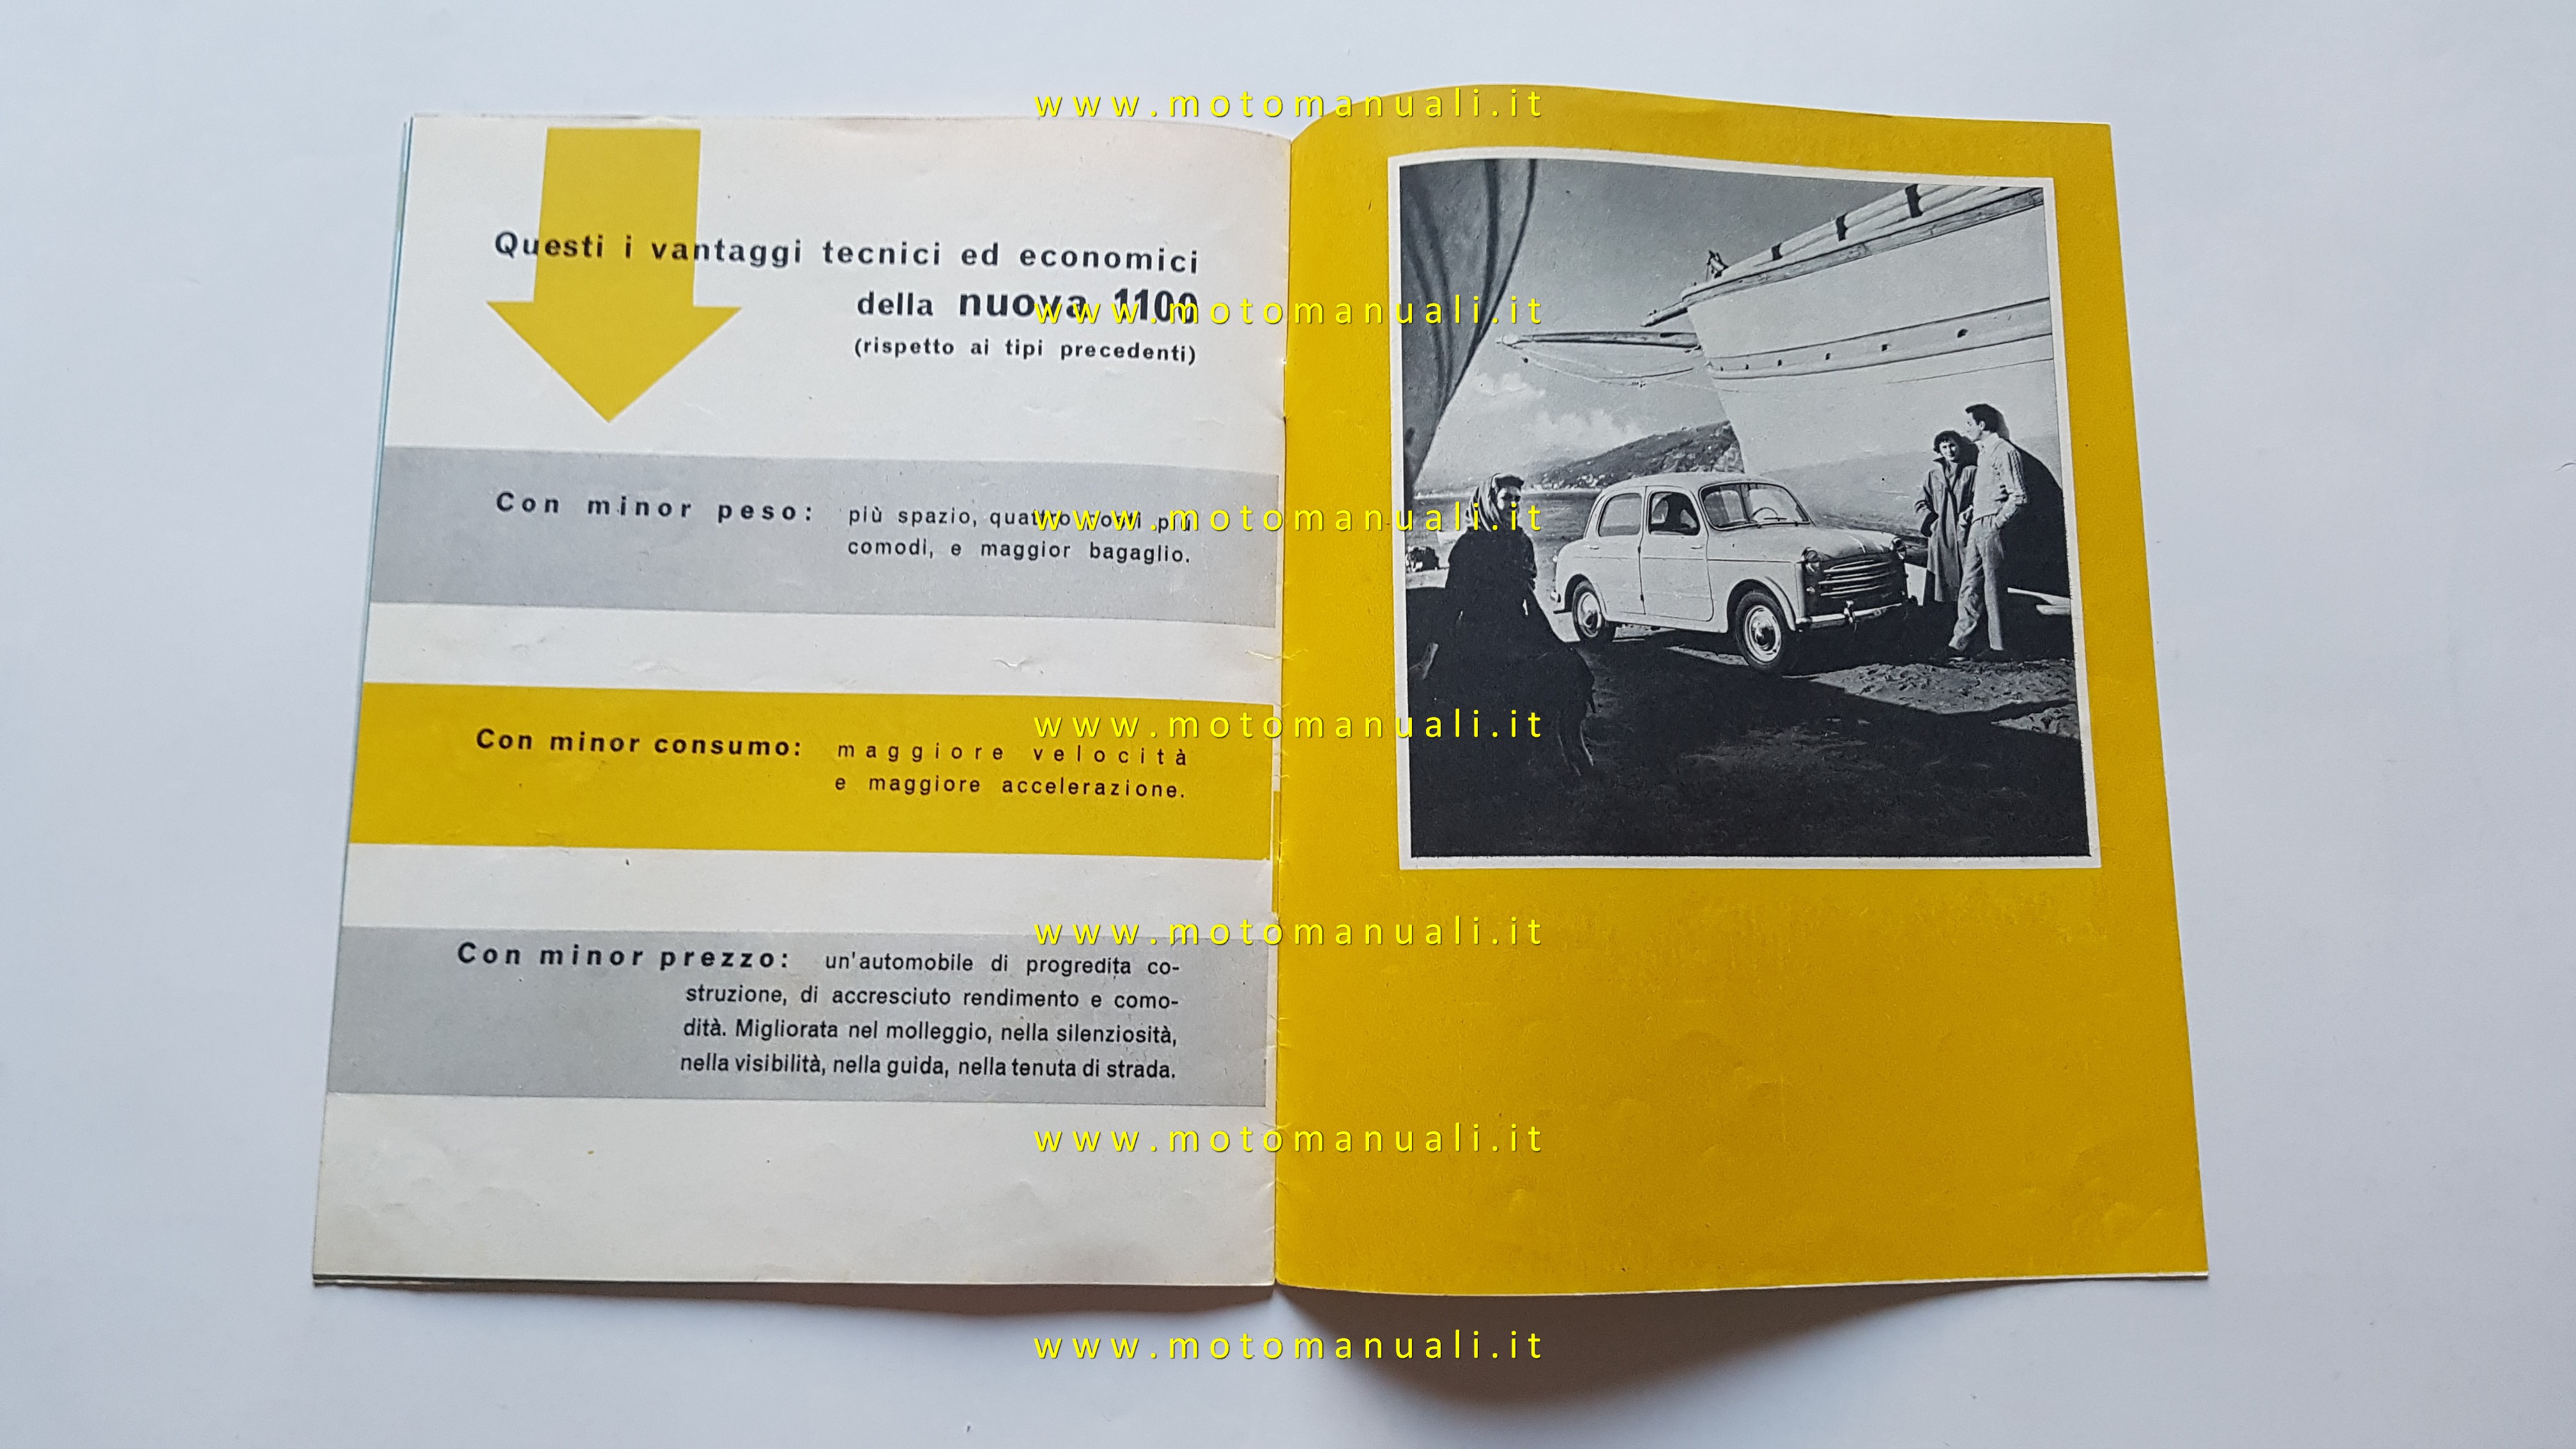 www.motomanuali.it
Questi i vantaggi tecnici ed economici
della nuova 1100
(rispetto ai tipi precedenti)
www.motomanuali.it
Con minor peso: più spazio, quattro posti più
comodi, e maggior bagaglio.
www.motomanuali.it
Con minor consumo: maggiore velocità
e maggiore accelerazione.
www.motomanuali.it
Con minor prezzo: un'automobile di progredita co-
struzione, di accresciuto rendimento e como-
dità. Migliorata nel molleggio, nella silenziosità,
nella visibilità, nella guida, nella tenuta di strada.
www.motomanuali.it
www.motomanuali.it
www.motomanuali.it